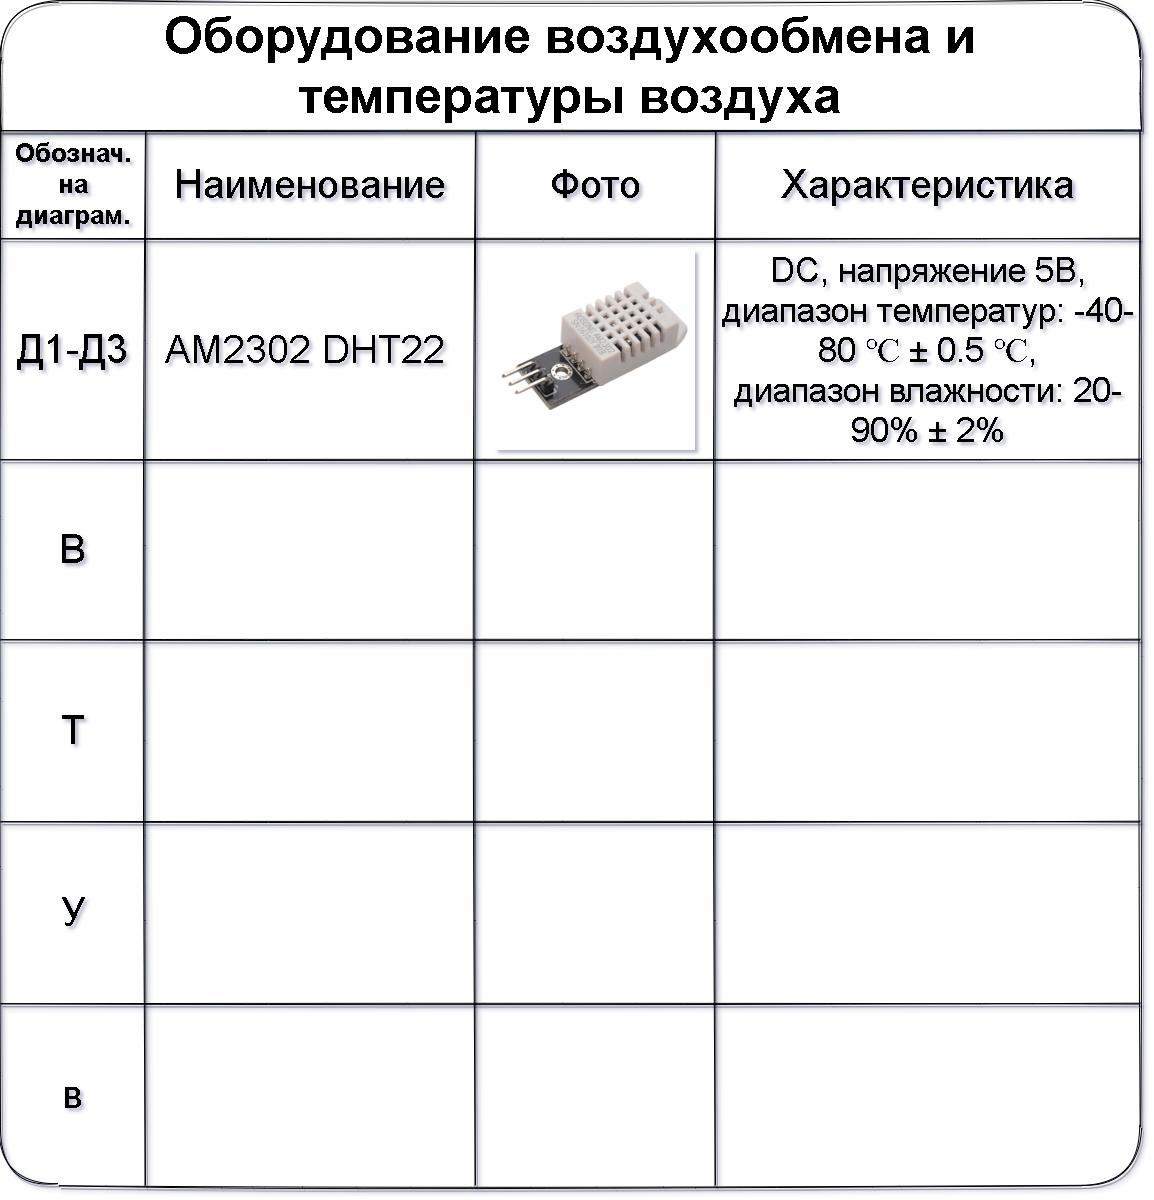 Оборудование воздухообмена и
температуры воздуха
Обознач.
на
диаграм.
Наименование
Фото
Характеристика
Д1-Д3
AM2302 DHT22
DC, напряжение 5В,
диапазон температур: -40-
80 ℃ ± 0.5 ℃,
диапазон влажности: 20-
90% ± 2%
В
Т
У
в